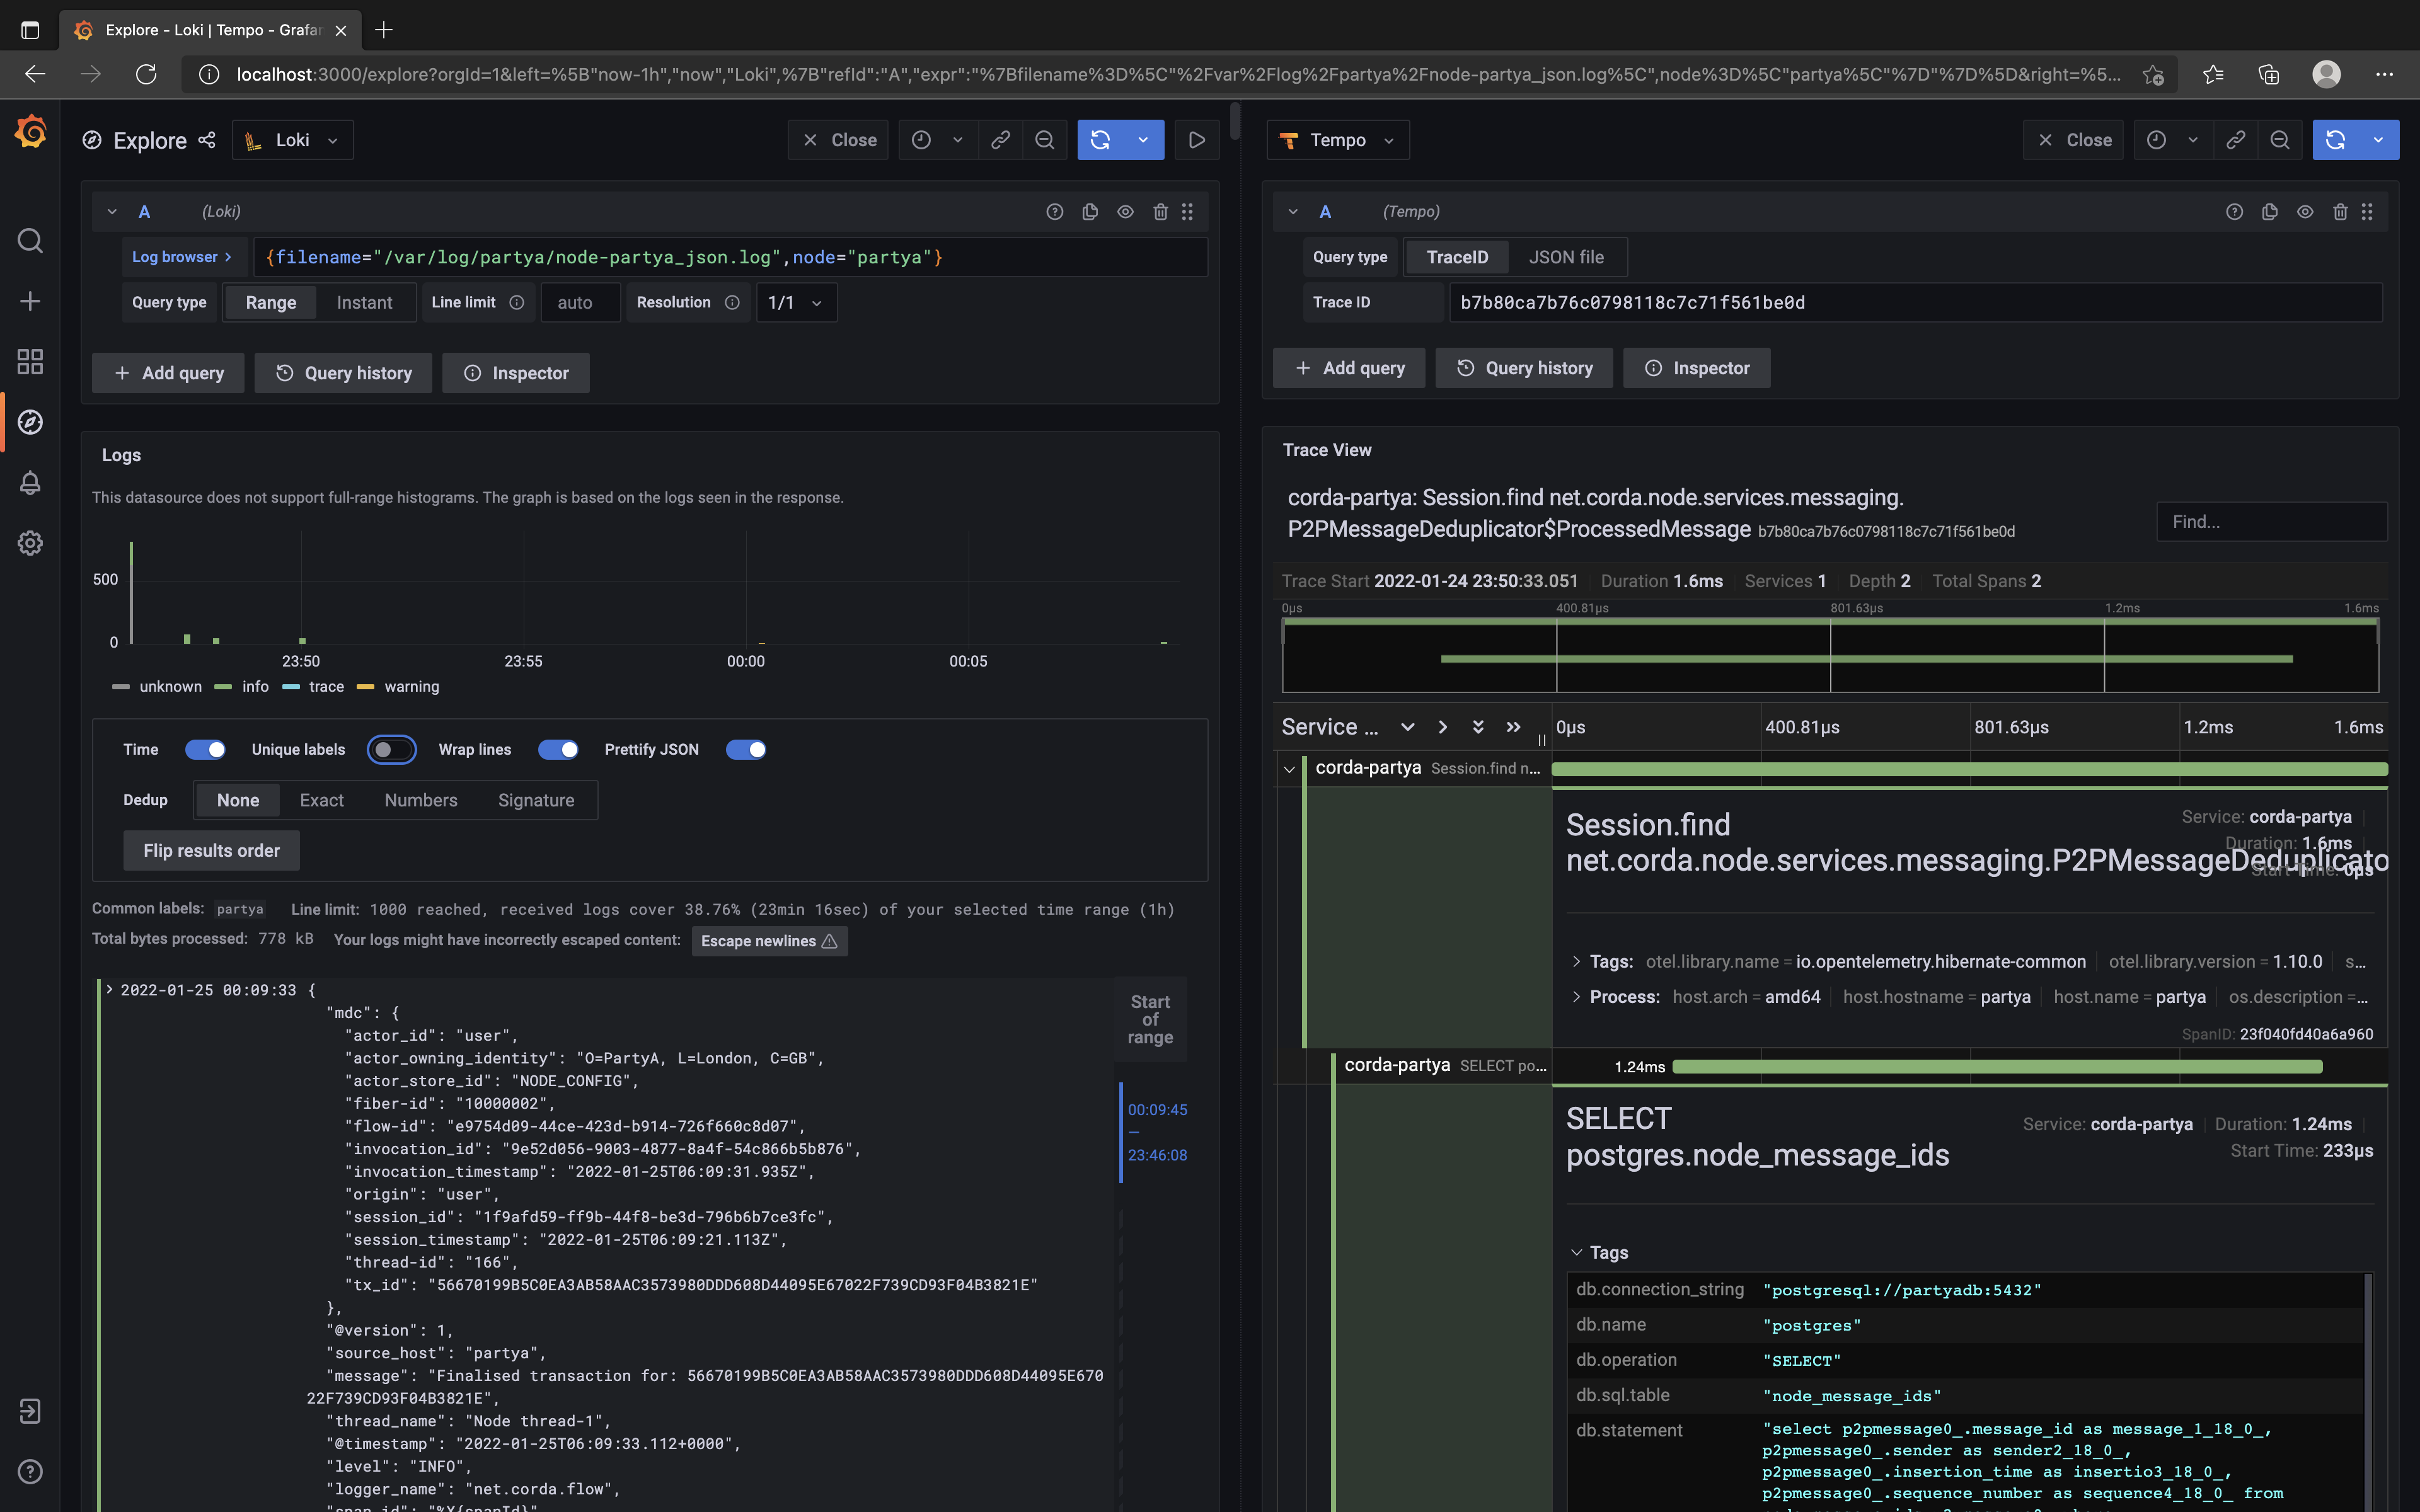 Explore - Loki | Tempo - Grafan
localhost:3000/explore?orgId=1&left=%5B"now-1h","now","Loki",%7B"refId":"A","expr":"%7Bfilename%3D%5C"%2Fvar%2Flog%2Fpartya%2Fnode-partya_json.log%5C",node%3D%5C"partya%5C"%7D"%7D%5D&right=%5...
Explore Loki Close
A (Loki)
Log browser > {filename="/var/log/partya/node-partya_json.log",node="partya"}
Query type Range Instant Line limit auto Resolution 1/1
+ Add query Query history Inspector
Logs
This datasource does not support full-range histograms. The graph is based on the logs seen in the response.
500
0
23:50 23:55 00:00 00:05
unknown info trace warning
Time Unique labels Wrap lines Prettify JSON
Dedup None Exact Numbers Signature
Flip results order
Common labels: partya Line limit: 1000 reached, received logs cover 38.76% (23min 16sec) of your selected time range (1h)
Total bytes processed: 778 kB Your logs might have incorrectly escaped content: Escape newlines
2022-01-25 00:09:33 {
"mdc": {
"actor_id": "user",
"actor_owning_identity": "O=PartyA, L=London, C=GB",
"actor_store_id": "NODE_CONFIG",
"fiber-id": "10000002",
"flow-id": "e9754d09-44ce-423d-b914-726f660c8d07",
"invocation_id": "9e52d056-9003-4877-8a4f-54c866b5b876",
"invocation_timestamp": "2022-01-25T06:09:31.935Z",
"origin": "user",
"session_id": "1f9afd59-ff9b-44f8-be3d-796b6b7ce3fc",
"session_timestamp": "2022-01-25T06:09:21.113Z",
"thread-id": "166",
"tx_id": "56670199B5C0EA3AB58AAC3573980DDD608D44095E67022F739CD93F04B3821E"
},
"@version": 1,
"source_host": "partya",
"message": "Finalised transaction for: 56670199B5C0EA3AB58AAC3573980DDD608D44095E670
22F739CD93F04B3821E",
"thread_name": "Node thread-1",
"@timestamp": "2022-01-25T06:09:33.112+0000",
"level": "INFO",
"logger_name": "net.corda.flow",
"span_id": "%X{spanId}"
Start
of
range
00:09:45
—
23:46:08
Tempo Close
A (Tempo)
Query type TraceID JSON file
Trace ID b7b80ca7b76c0798118c7c71f561be0d
+ Add query Query history Inspector
Trace View
corda-partya: Session.find net.corda.node.services.messaging.
P2PMessageDeduplicator$ProcessedMessage b7b80ca7b76c0798118c7c71f561be0d
Find...
Trace Start 2022-01-24 23:50:33.051 Duration 1.6ms Services 1 Depth 2 Total Spans 2
0μs 400.81μs 801.63μs 1.2ms 1.6ms
Service ... 0μs 400.81μs 801.63μs 1.2ms 1.6ms
corda-partya Session.find n...
Session.find
net.corda.node.services.messaging.P2PMessageDeduplicato
Service: corda-partya
Duration: 1.6ms
Start Time: 0μs
Tags: otel.library.name = io.opentelemetry.hibernate-common otel.library.version = 1.10.0 s...
Process: host.arch = amd64 host.hostname = partya host.name = partya os.description =...
SpanID: 23f040fd40a6a960
corda-partya SELECT po... 1.24ms
SELECT
postgres.node_message_ids
Service: corda-partya Duration: 1.24ms
Start Time: 233μs
Tags
db.connection_string "postgresql://partyadb:5432"
db.name "postgres"
db.operation "SELECT"
db.sql.table "node_message_ids"
db.statement "select p2pmessage0_.message_id as message_1_18_0_,
p2pmessage0_.sender as sender2_18_0_,
p2pmessage0_.insertion_time as insertio3_18_0_,
p2pmessage0_.sequence_number as sequence4_18_0_ from